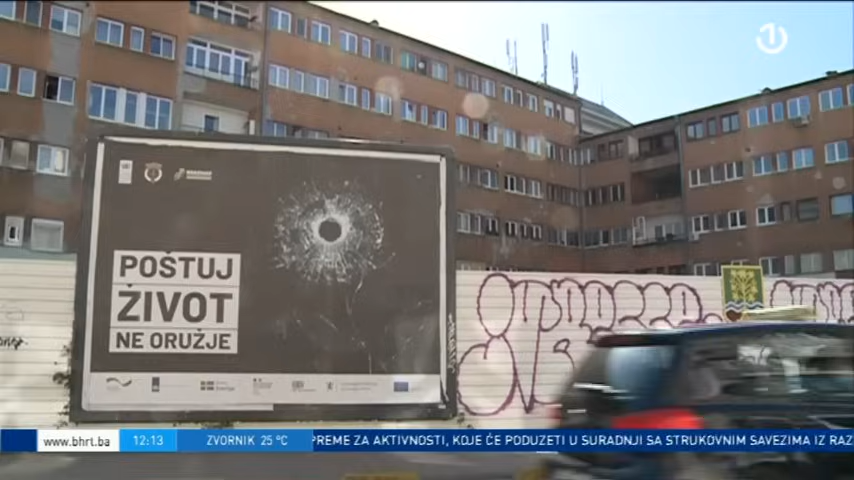 1
POŠTUJ
ŽIVOT
NE ORUŽJE
www.bhrt.ba 12:13 ZVORNIK 25 °C PREME ZA AKTIVNOSTI, KOJE ĆE PODUZETI U SURADNJI SA STRUKOVNIM SAVEZIMA IZ RAZ